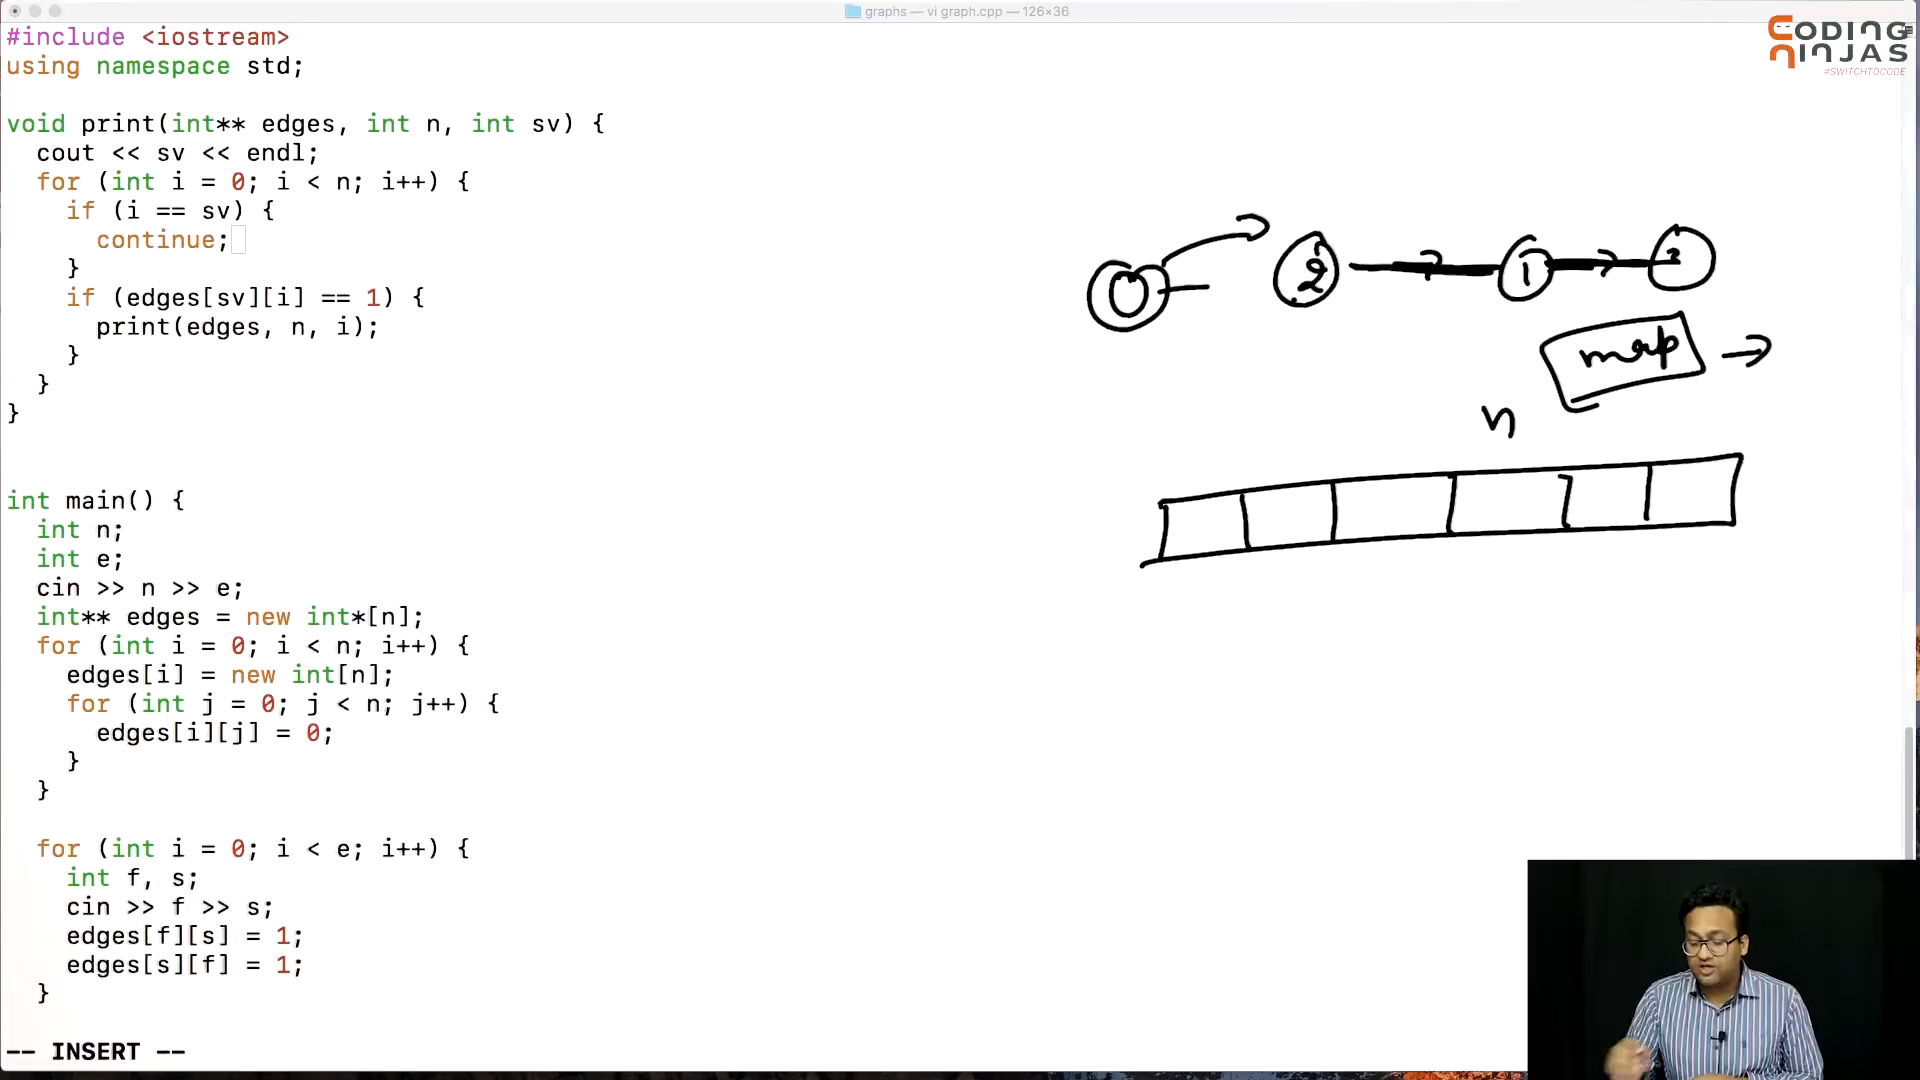 graphs — vi graph.cpp — 126×36
CODING
NINJAS
#SWITCHTOCODE
#include <iostream>
using namespace std;
void print(int** edges, int n, int sv) {
  cout << sv << endl;
  for (int i = 0; i < n; i++) {
    if (i == sv) {
      continue;
    }
    if (edges[sv][i] == 1) {
      print(edges, n, i);
    }
  }
}
int main() {
  int n;
  int e;
  cin >> n >> e;
  int** edges = new int*[n];
  for (int i = 0; i < n; i++) {
    edges[i] = new int[n];
    for (int j = 0; j < n; j++) {
      edges[i][j] = 0;
    }
  }
  for (int i = 0; i < e; i++) {
    int f, s;
    cin >> f >> s;
    edges[f][s] = 1;
    edges[s][f] = 1;
  }
-- INSERT --
0 2 1
map
n